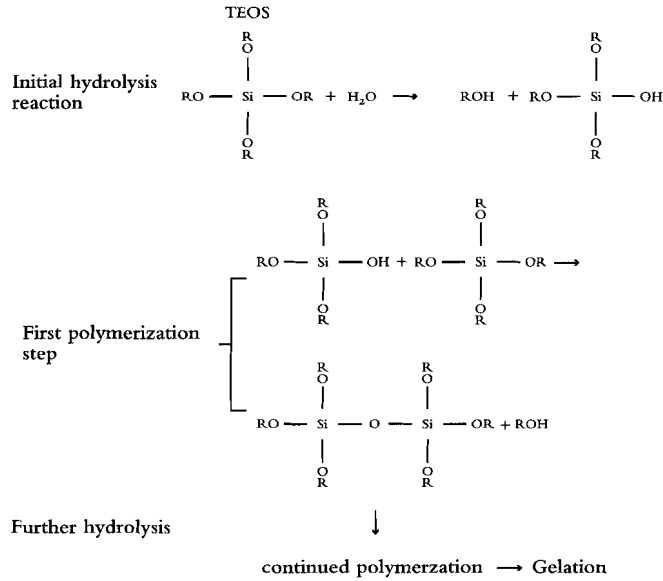 TEOS
R
O
Initial hydrolysis
reaction
RO — Si — OR + H₂O → ROH + RO — Si — OH
O
R
R
O
R
O
R
O
RO — Si — OH + RO — Si — OR →
O
R
O
R
First polymerization
step
R
O
R
O
RO — Si — O — Si — OR + ROH
O
R
O
R
Further hydrolysis
↓
continued polymerzation → Gelation